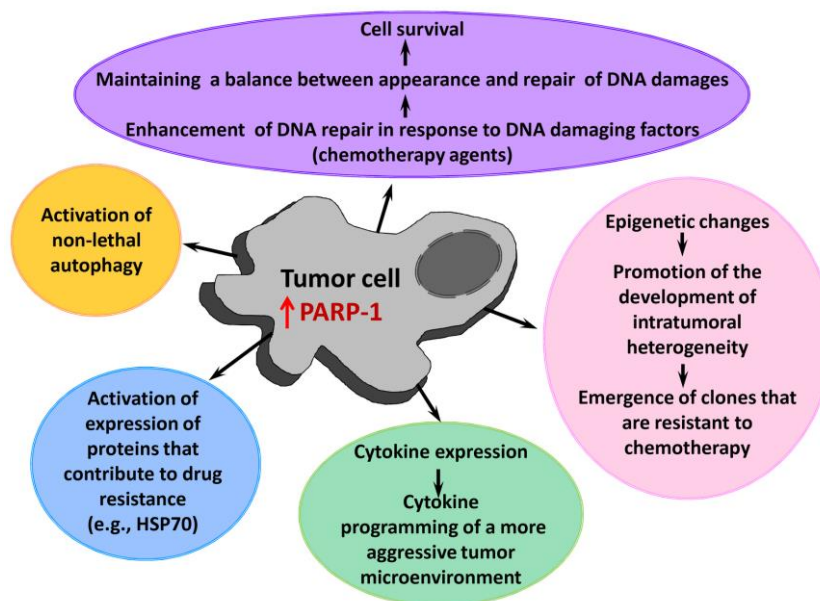 Cell survival
Maintaining a balance between appearance and repair of DNA damages
Enhancement of DNA repair in response to DNA damaging factors
(chemotherapy agents)
Activation of
non-lethal
autophagy
Tumor cell
PARP-1
Epigenetic changes
Promotion of the
development of
intratumoral
heterogeneity
Emergence of clones that
are resistant to
chemotherapy
Activation of
expression of
proteins that
contribute to drug
resistance
(e.g., HSP70)
Cytokine expression
Cytokine
programming of a more
aggressive tumor
microenvironment